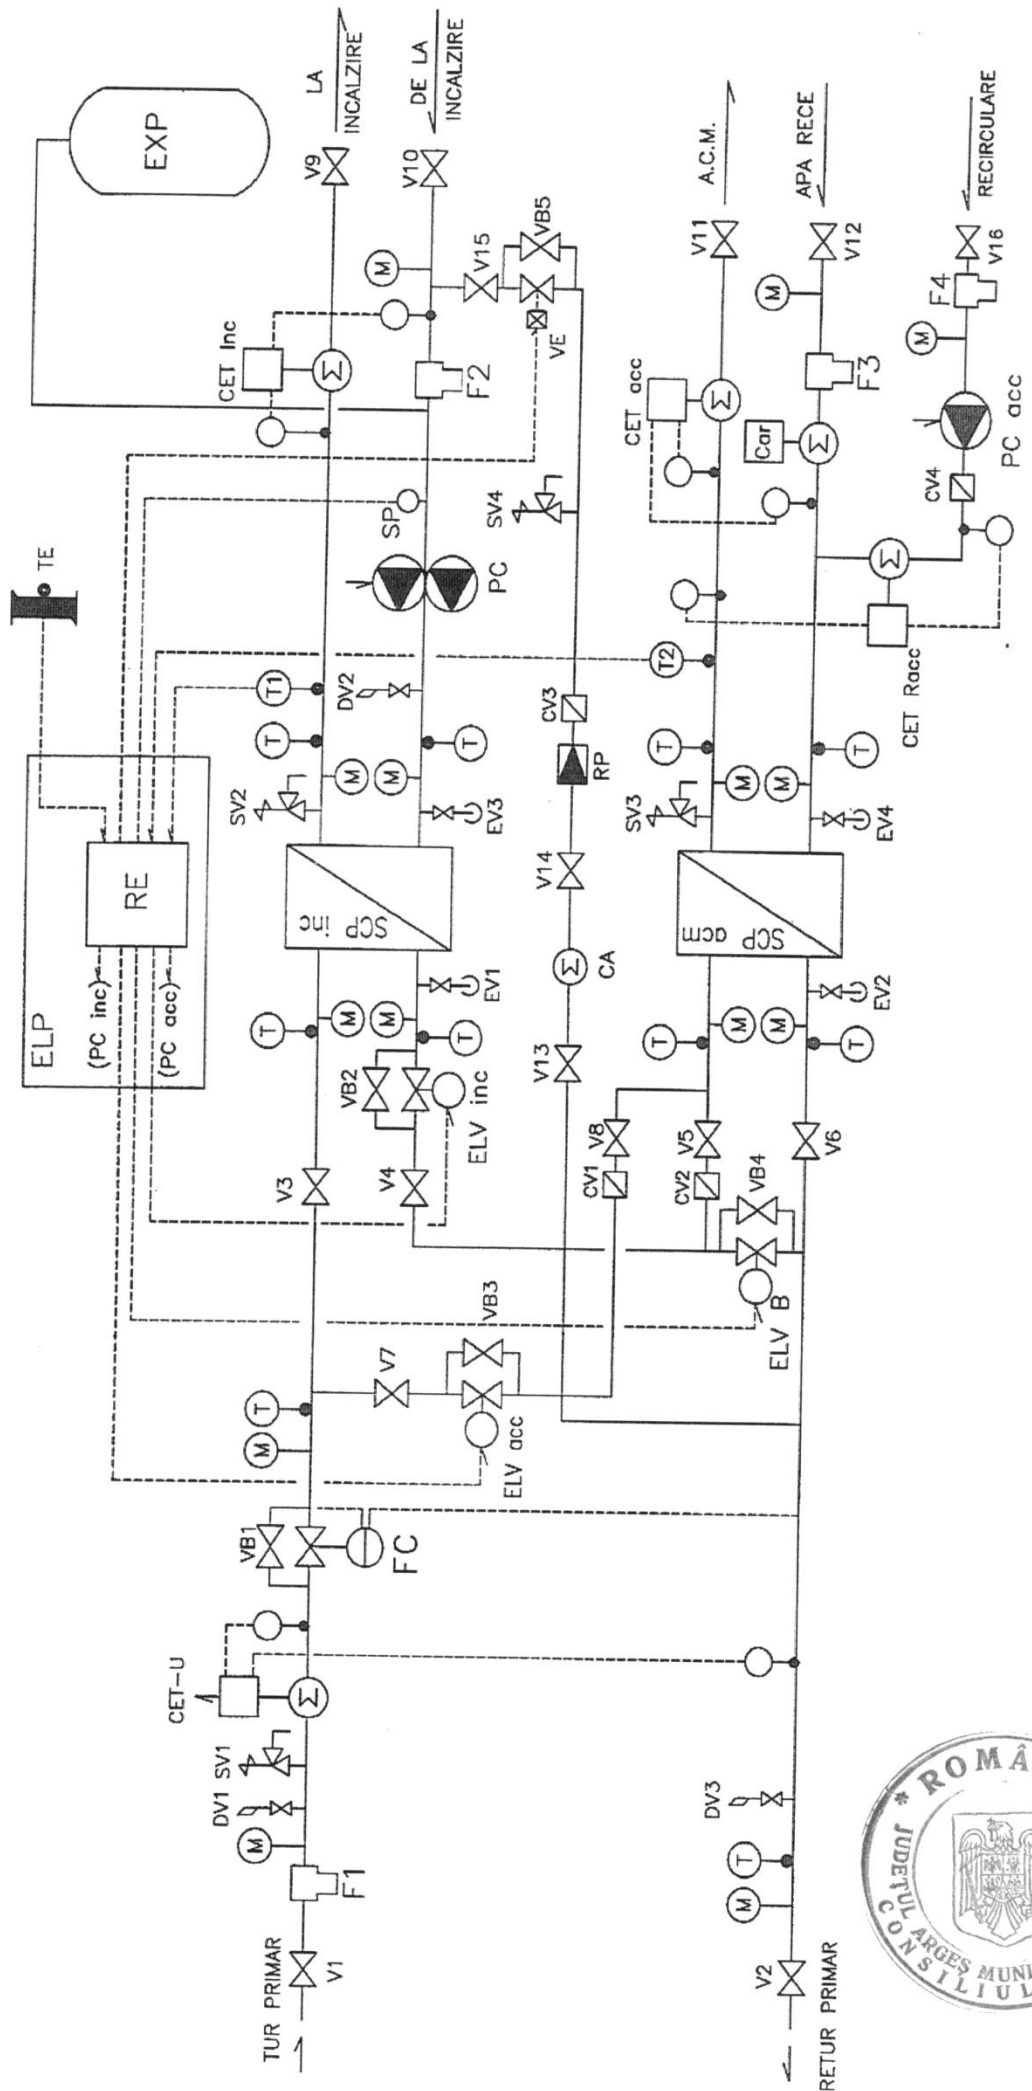 TE
ELP
RE
(PC inc)
(PC acc)
EXP
CET-U
SV1
DV1
M
Σ
VB1
M
T
V3
T
M
SV2
T
T1
M
CET Inc
Σ
V9
LA
INCALZIRE
TUR PRIMAR
V1
F1
FC
VB2
V4
M
T
ELV inc
EV1
SCP inc
M
EV3
T
DV2
SP
PC
F2
M
V10
DE LA
INCALZIRE
V7
VB3
ELV acc
V15
VB5
VE
SV4
V13
Σ
CA
V14
RP
CV3
V8
CV1
T
M
V5
CV2
SCP acm
SV3
T
M
T2
CET acc
Σ
V11
A.C.M.
DV3
M
T
VB4
ELV B
V6
M
T
EV2
M
EV4
T
Car
Σ
F3
M
V12
APA RECE
V2
RETUR PRIMAR
CET Racc
Σ
CV4
PC acc
M
F4
V16
RECIRCULARE
* ROMÂ
JUDEȚUL ARGEȘ MUNI
CONSILIUL